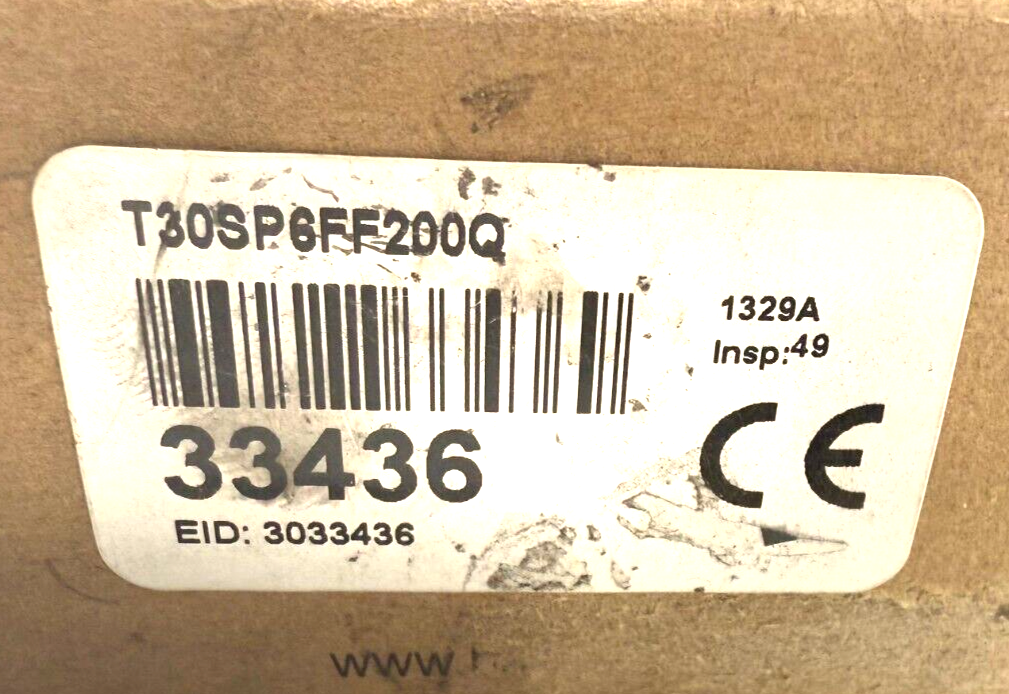 T30SP6FF200Q
1329A
Insp:49
33436
CE
EID: 3033436
www.